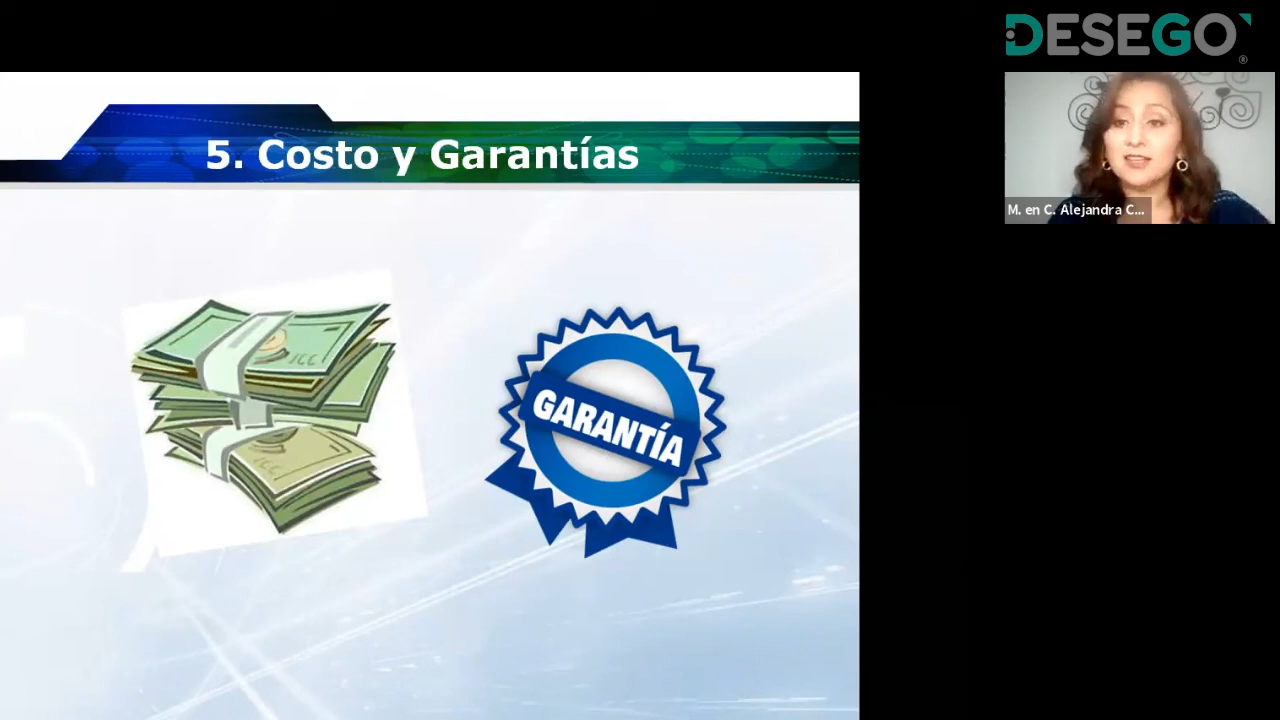 DESEGO
®
5. Costo y Garantías
GARANTÍA
M. en C. Alejandra C...